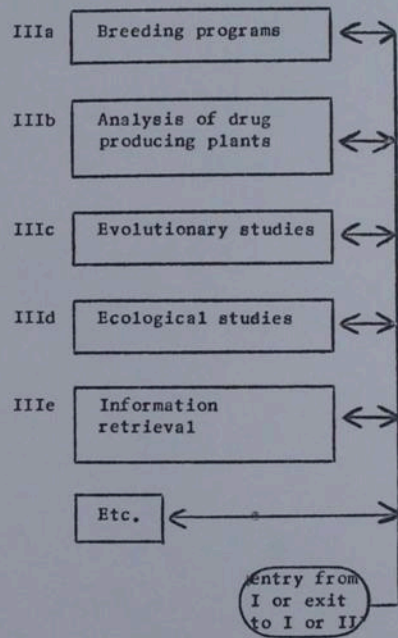 IIIa Breeding programs
IIIb Analysis of drug
producing plants
IIIc Evolutionary studies
IIId Ecological studies
IIIe Information
retrieval
Etc.
entry from
I or exit
to I or II